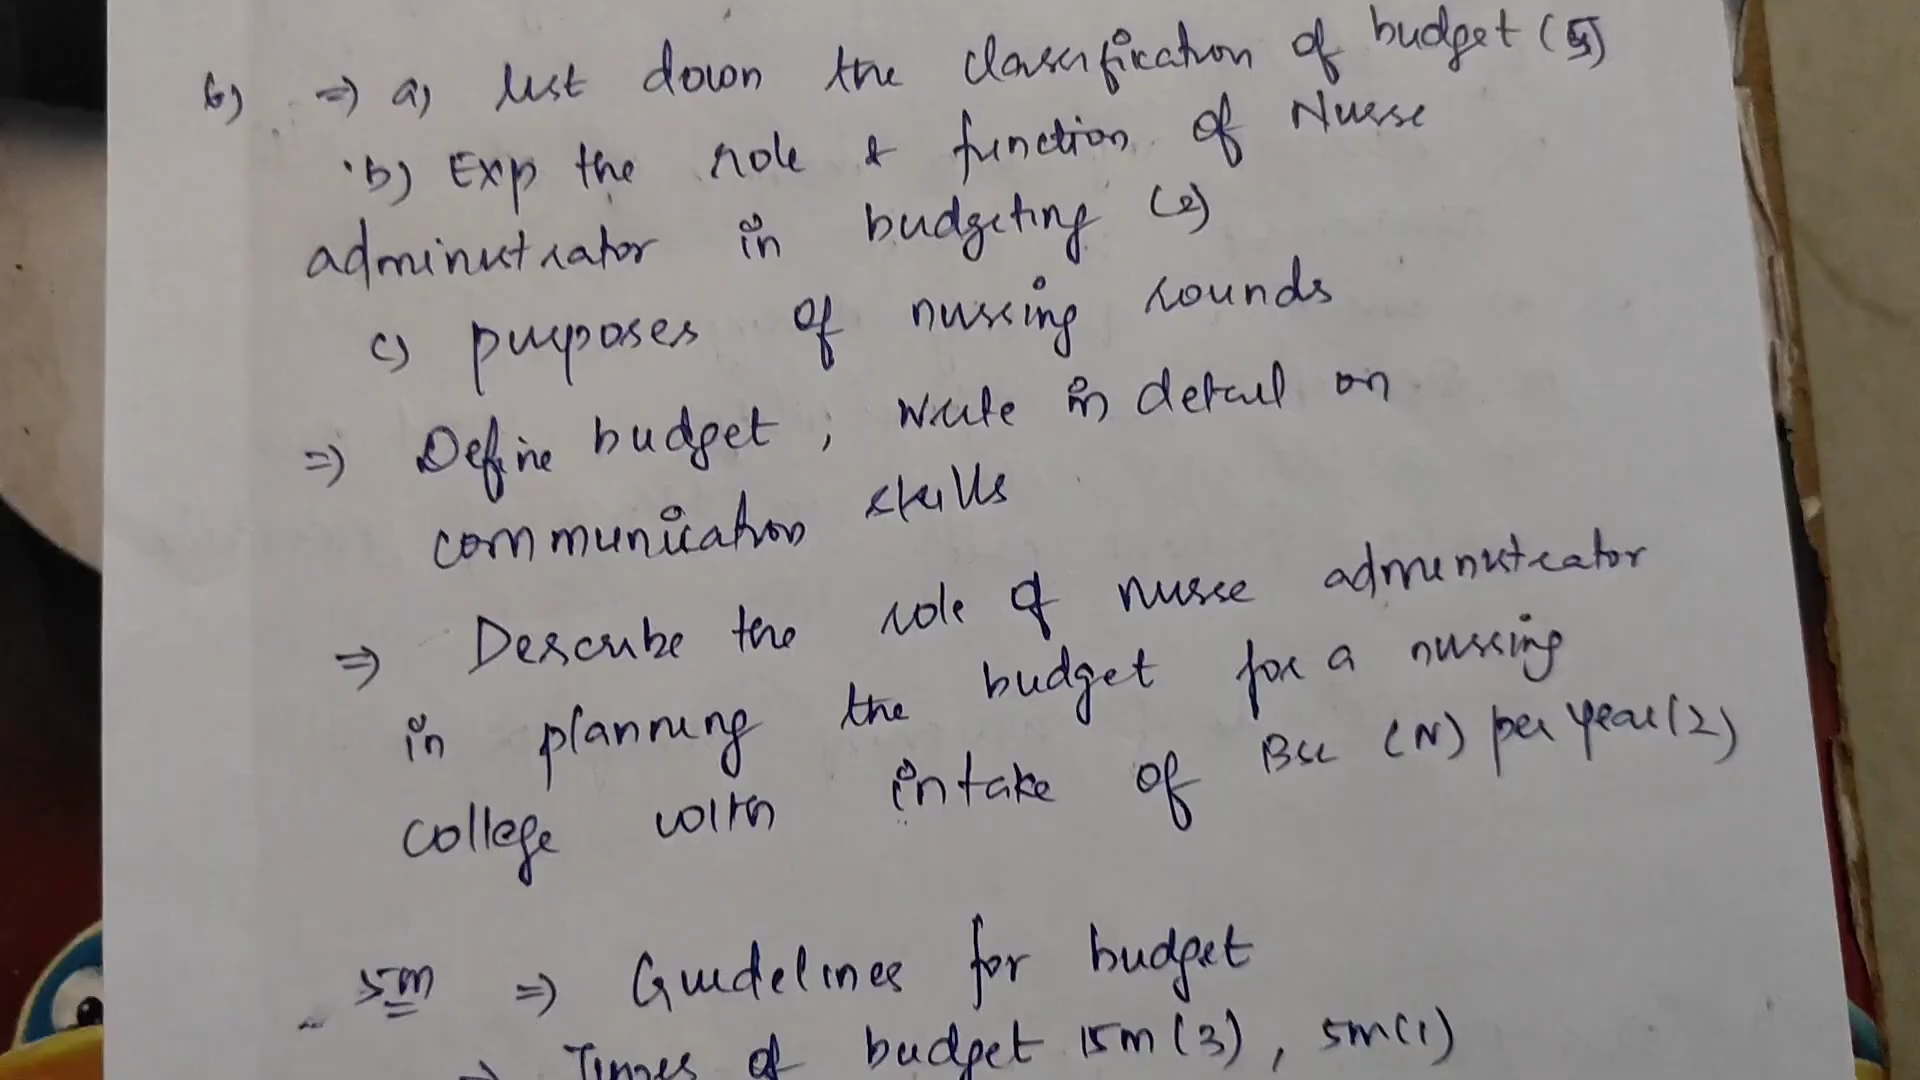 6) => a) list down the classification of budget (5)
b) Exp the role & function of Nurse
administrator in budgeting (2)
c) purposes of nursing rounds
=> Define budget, write in detail on
communication skills
=> Describe the role of nurse administrator
in planning the budget for a nursing
college with intake of Bsc (N) per year (2)
5m => Guidelines for budget
=> Types of budget 15m (3), 5m (1)